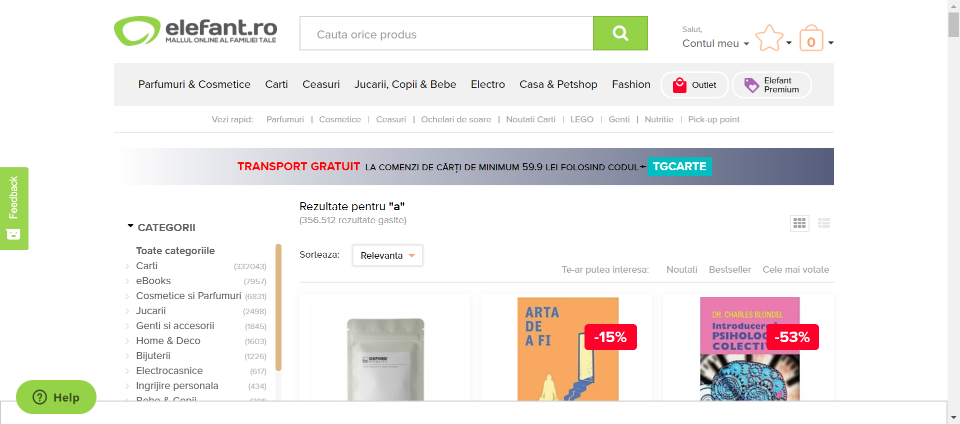 elefant.ro
MALLUL ONLINE AL FAMILIEI TALE
Cauta orice produs
Salut,
Contul meu
0
Parfumuri & Cosmetice Carti Ceasuri Jucarii, Copii & Bebe Electro Casa & Petshop Fashion Outlet Elefant Premium
Vezi rapid: Parfumuri | Cosmetice | Ceasuri | Ochelari de soare | Noutati Carti | LEGO | Genti | Nutritie | Pick-up point
TRANSPORT GRATUIT LA COMENZI DE CĂRȚI DE MINIMUM 59.9 LEI FOLOSIND CODUL TGCARTE
Feedback
Rezultate pentru "a"
(356.512 rezultate gasite)
CATEGORII
Toate categoriile
Carti (332043)
eBooks (7957)
Cosmetice si Parfumuri (6831)
Jucarii (2498)
Genti si accesorii (1845)
Home & Deco (1603)
Bijuterii (1226)
Electrocasnice (617)
Ingrijire personala (434)
Bebe & Copii
Sorteaza: Relevanta
Te-ar putea interesa: Noutati Bestseller Cele mai votate
OXFORD
ARTA
DE
A FI
-15%
DR. CHARLES BLONDEL
PSIHOLOG
COLECTIV
-53%
Help